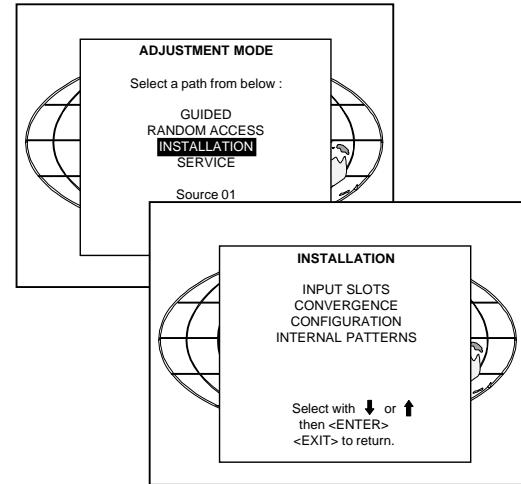 ADJUSTMENT MODE
Select a path from below :
GUIDED
RANDOM ACCESS
INSTALLATION
SERVICE
Source 01
INSTALLATION
INPUT SLOTS
CONVERGENCE
CONFIGURATION
INTERNAL PATTERNS
Select with ⬇ or ⬆
then <ENTER>
<EXIT> to return.